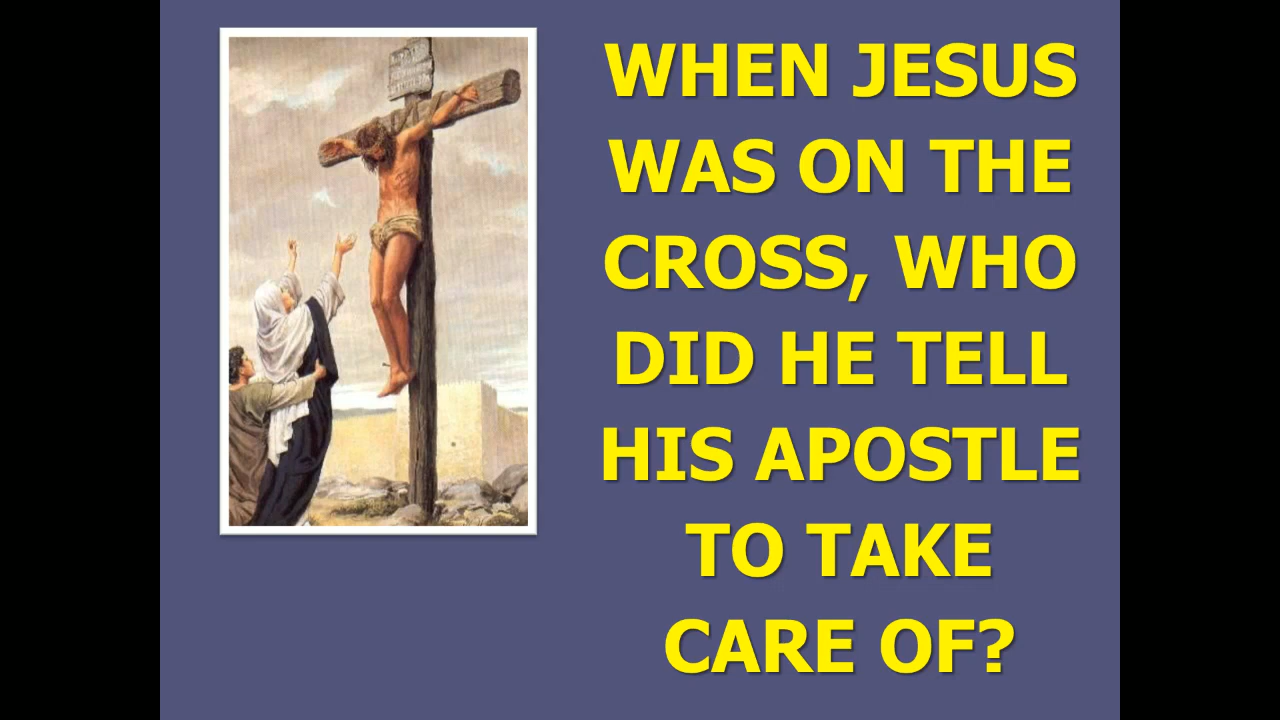 WHEN JESUS
WAS ON THE
CROSS, WHO
DID HE TELL
HIS APOSTLE
TO TAKE
CARE OF?